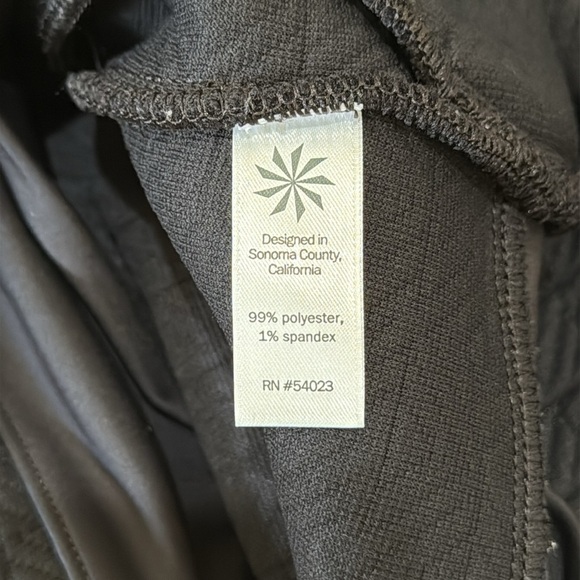 Designed in
Sonoma County,
California
99% polyester,
1% spandex
RN #54023